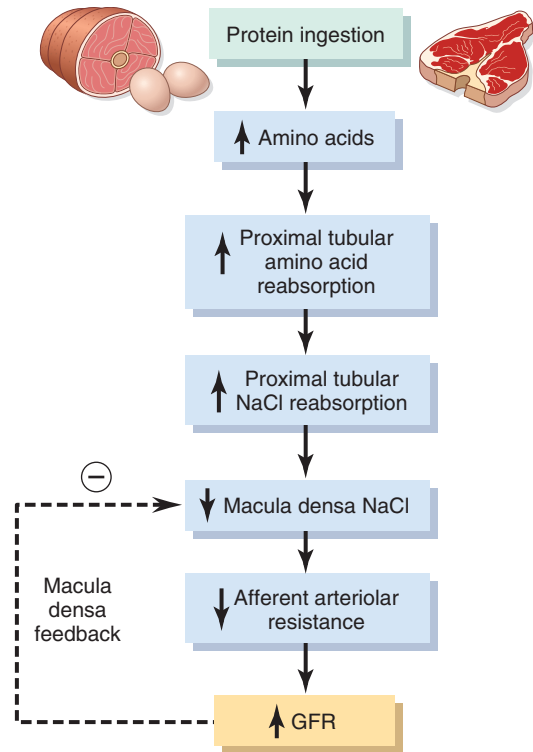 Protein ingestion
Amino acids
Proximal tubular
amino acid
reabsorption
Proximal tubular
NaCl reabsorption
−
Macula densa NaCl
Macula
densa
feedback
Afferent arteriolar
resistance
GFR